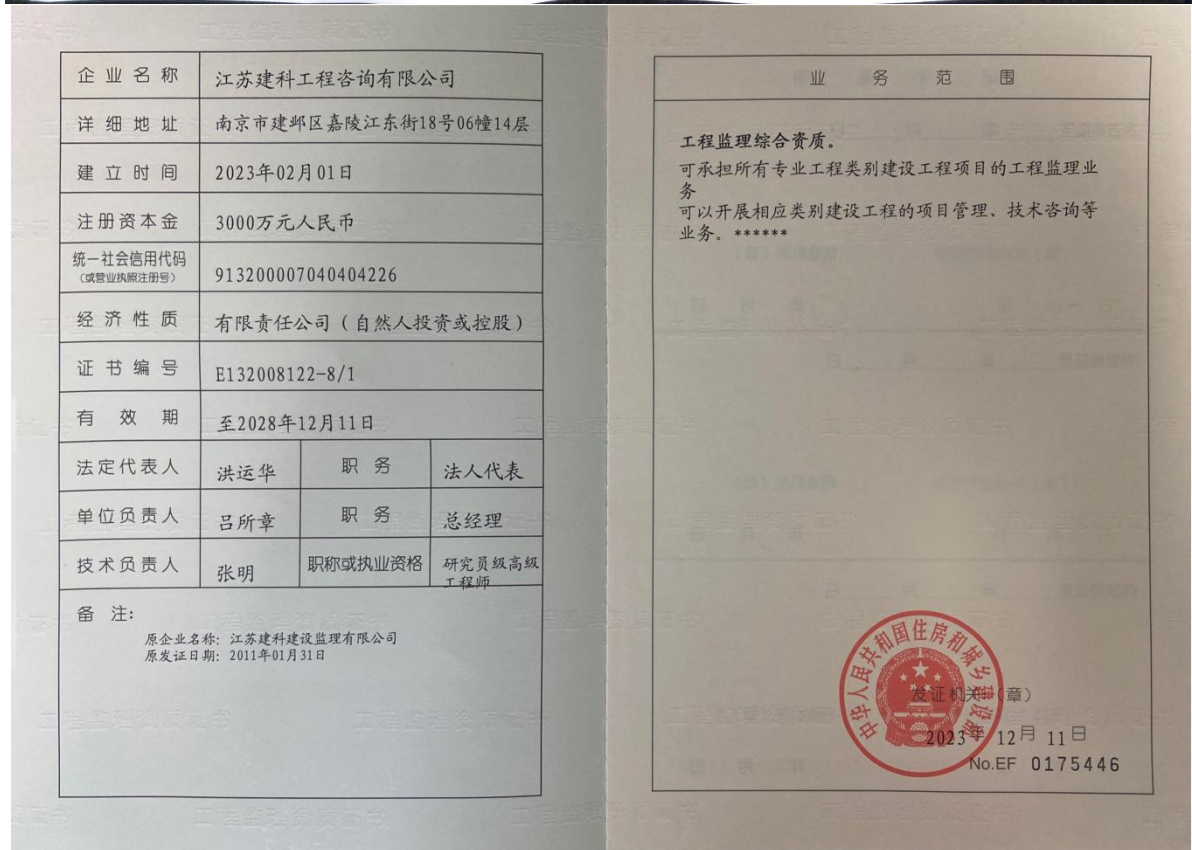 企业名称 江苏建科工程咨询有限公司
详细地址 南京市建邺区嘉陵江东街18号06幢14层
建立时间 2023年02月01日
注册资本金 3000万元人民币
统一社会信用代码
（或营业执照注册号） 913200007040404226
经济性质 有限责任公司（自然人投资或控股）
证书编号 E132008122-8/1
有效期 至2028年12月11日
法定代表人 洪运华 职务 法人代表
单位负责人 吕所章 职务 总经理
技术负责人 张明 职称或执业资格 研究员级高级
工程师
备注：
原企业名称：江苏建科建设监理有限公司
原发证日期：2011年01月31日
业务范围
工程监理综合资质。
可承担所有专业工程类别建设工程项目的工程监理业
务
可以开展相应类别建设工程的项目管理、技术咨询等
业务。******
中华人民共和国住房和城乡建设部
发证机关：（章）
2023年 12月 11日
No.EF 0175446